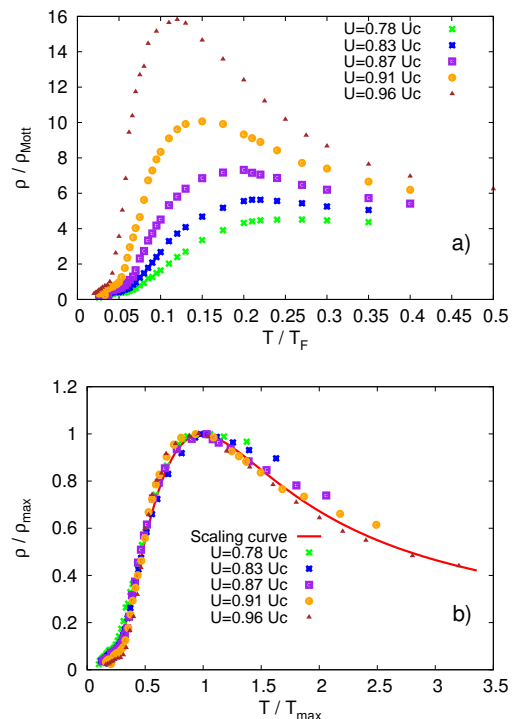 16
14
12
10
8
6
4
2
0
ρ / ρMott
U=0.78 Uc
U=0.83 Uc
U=0.87 Uc
U=0.91 Uc
U=0.96 Uc
a)
0 0.05 0.1 0.15 0.2 0.25 0.3 0.35 0.4 0.45 0.5
T / TF
1.2
1
0.8
0.6
0.4
0.2
0
ρ / ρmax
Scaling curve
U=0.78 Uc
U=0.83 Uc
U=0.87 Uc
U=0.91 Uc
U=0.96 Uc
b)
0 0.5 1 1.5 2 2.5 3 3.5
T / Tmax